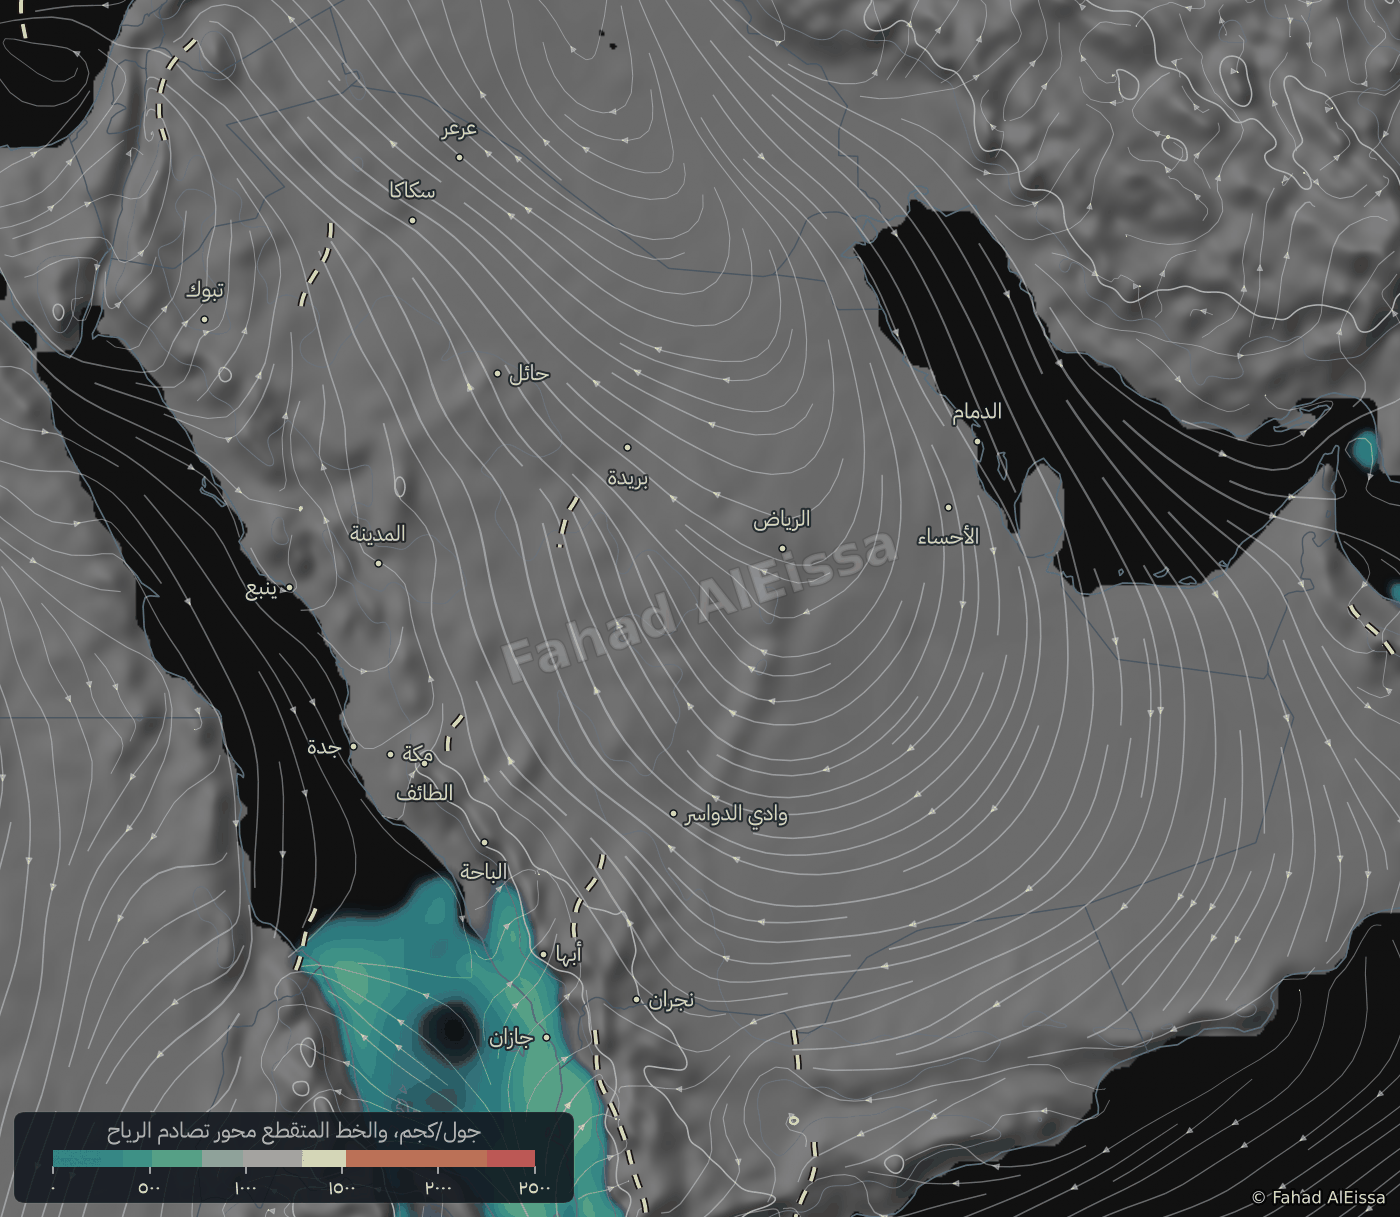 عرعر
سكاكا
تبوك
حائل
الدمام
بريدة
الرياض
الأحساء
المدينة
ينبع
Fahad AlEissa
جدة
مكة
الطائف
وادي الدواسر
الباحة
أبها
نجران
جازان
جول/كجم، والخط المتقطع محور تصادم الرياح
٠ ٥٠٠ ١٠٠٠ ١٥٠٠ ٢٠٠٠ ٢٥٠٠
© Fahad AlEissa